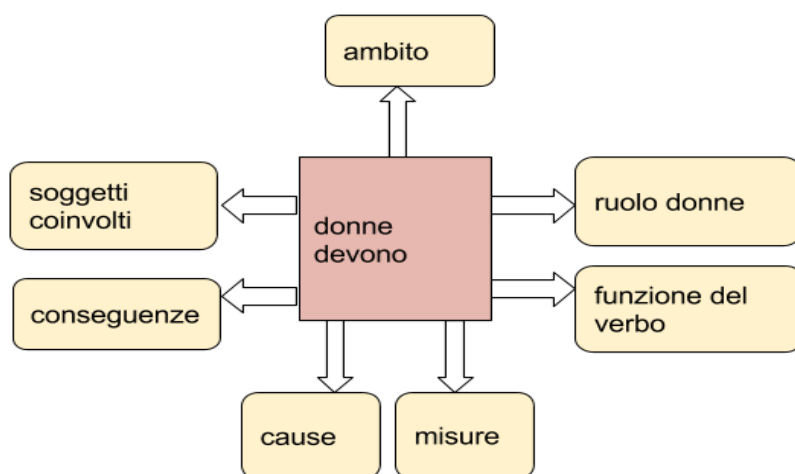 ambito
soggetti
coinvolti
donne
devono
ruolo donne
conseguenze
funzione del
verbo
cause
misure